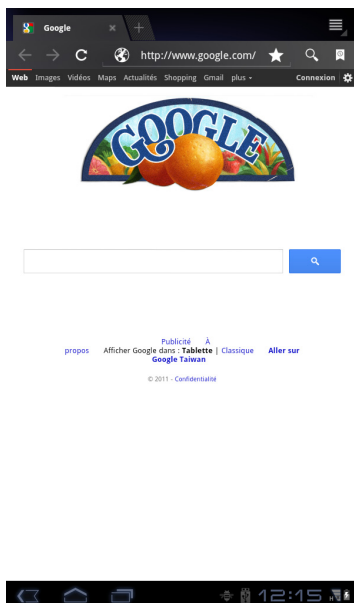 Google
http://www.google.com/
Web Images Vidéos Maps Actualités Shopping Gmail plus Connexion
GOOGLE
Publicité À
propos Afficher Google dans : Tablette | Classique Aller sur
Google Taiwan
© 2011 - Confidentialité
12:15 H